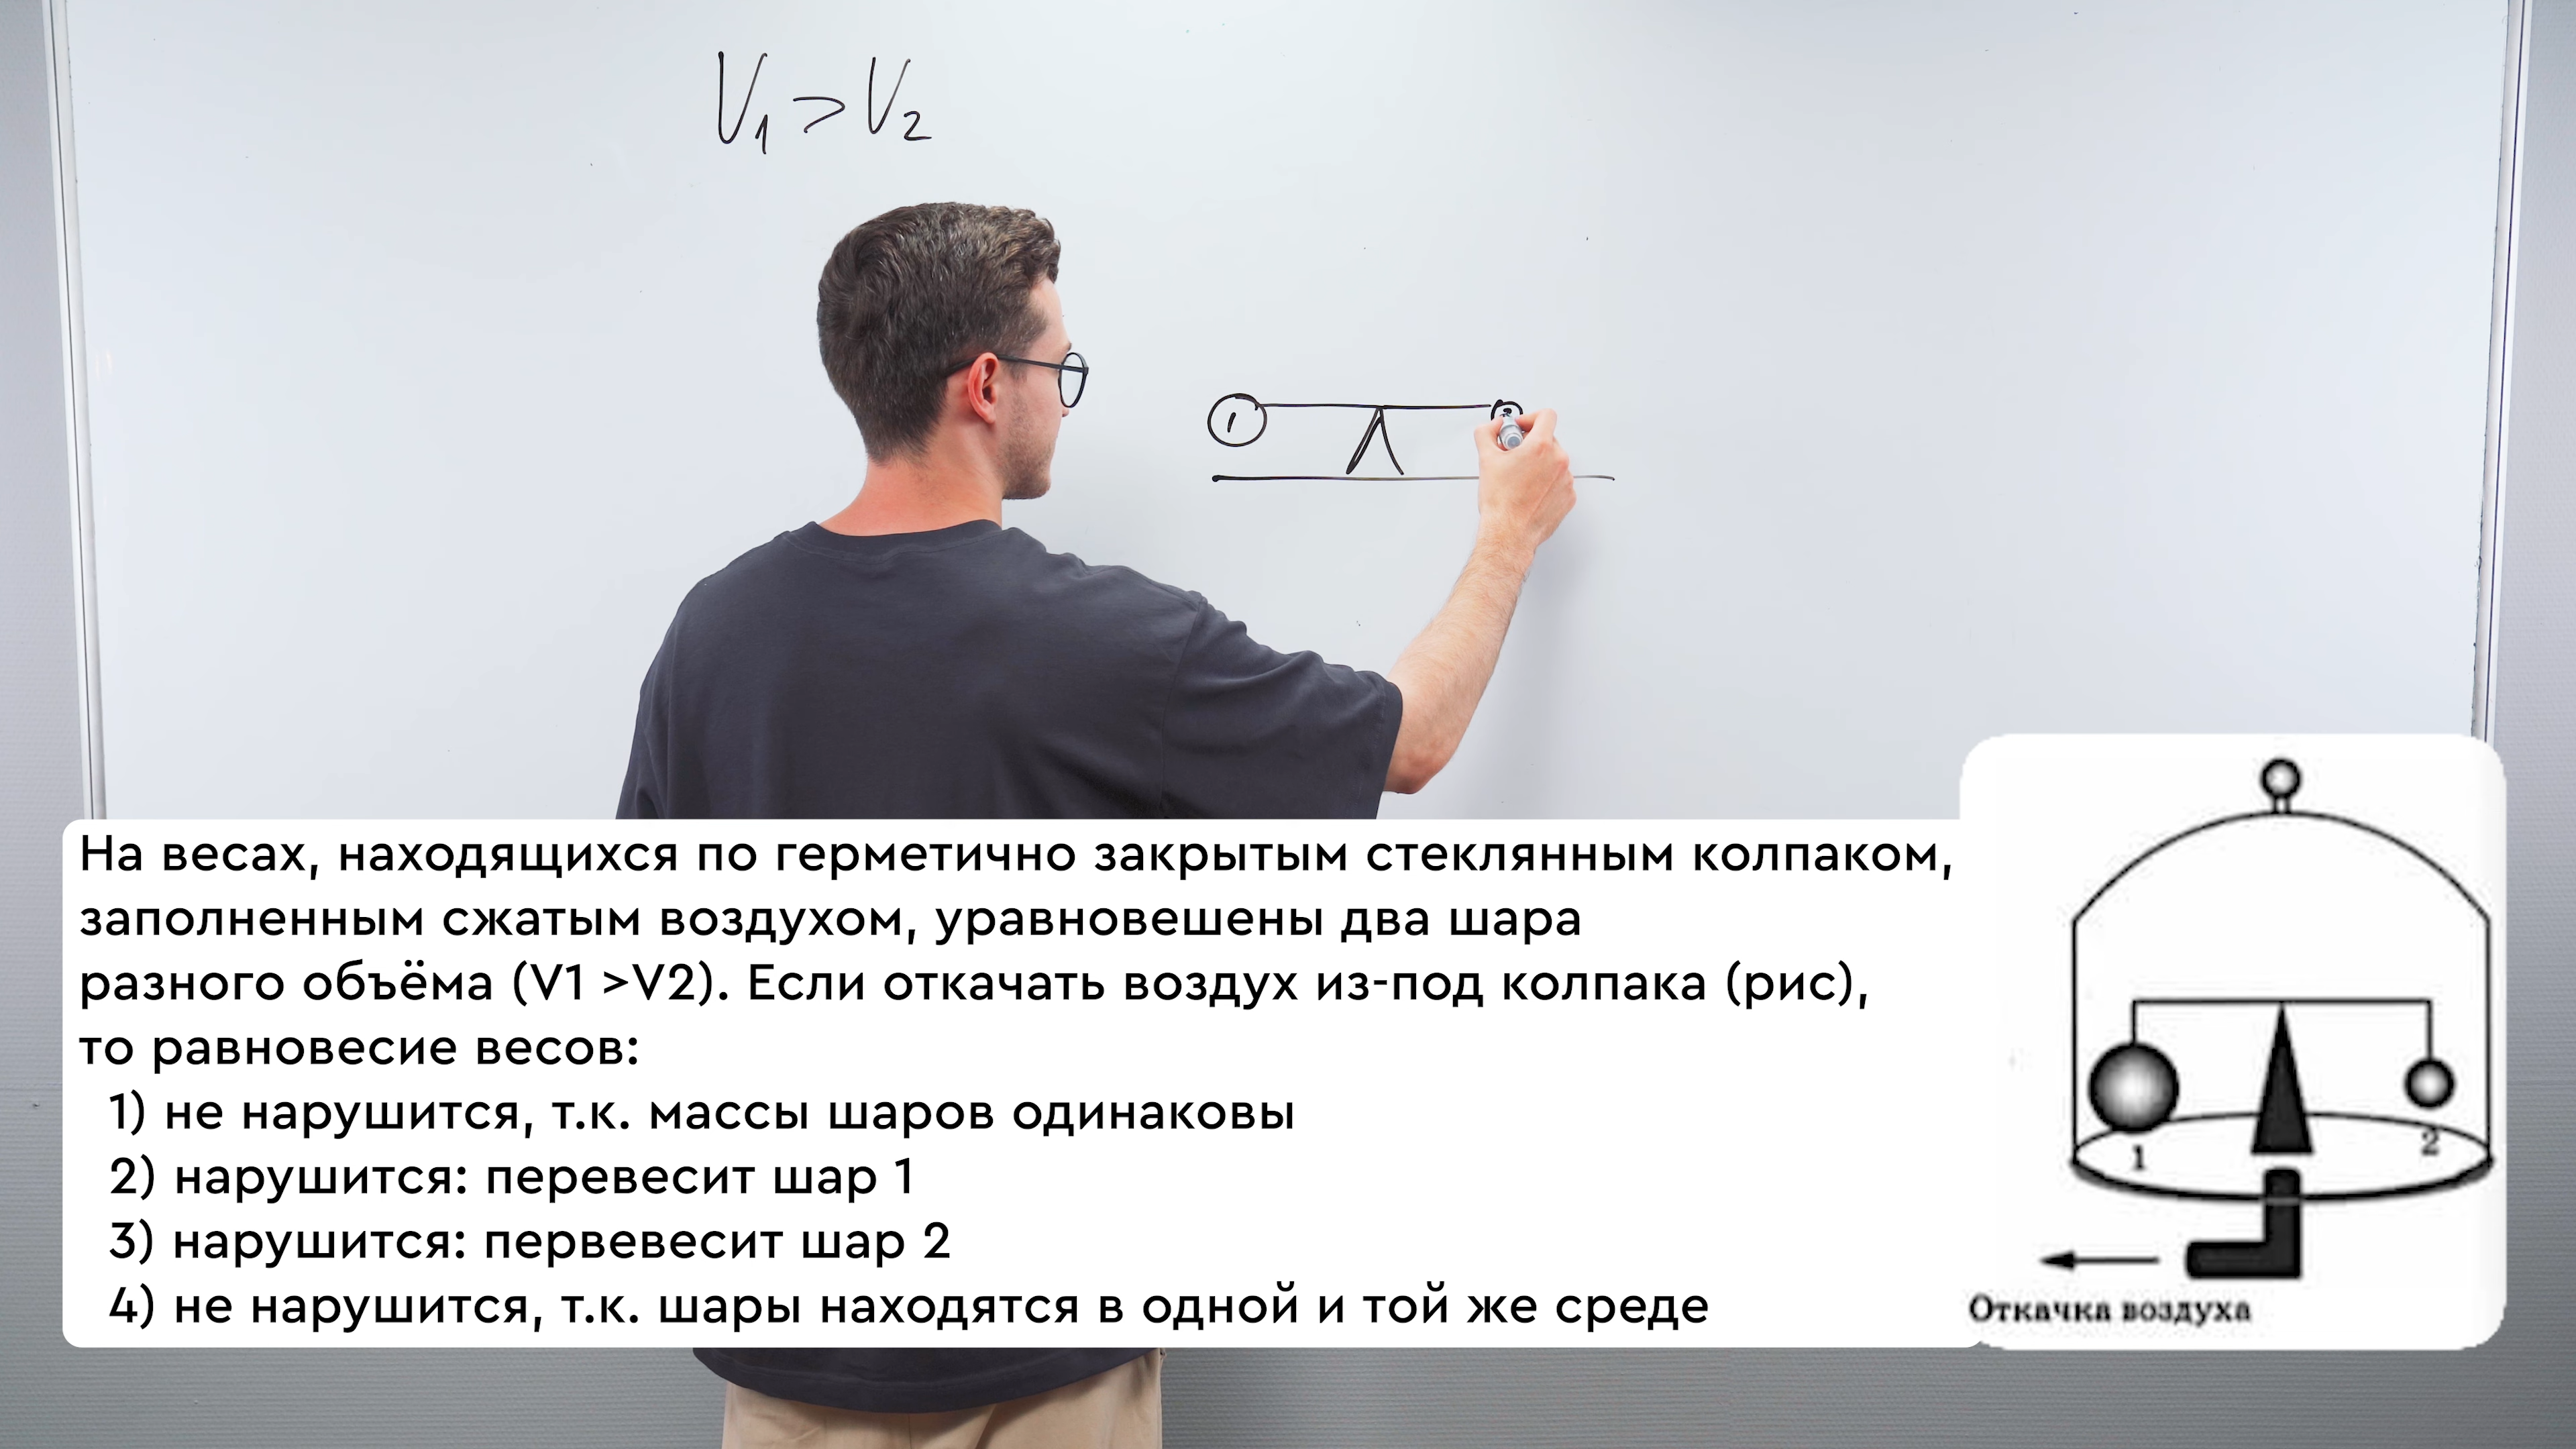 V₁ > V₂
1
На весах, находящихся по герметично закрытым стеклянным колпаком,
заполненным сжатым воздухом, уравновешены два шара
разного объёма (V1 >V2). Если откачать воздух из-под колпака (рис),
то равновесие весов:
1) не нарушится, т.к. массы шаров одинаковы
2) нарушится: перевесит шар 1
3) нарушится: первевесит шар 2
4) не нарушится, т.к. шары находятся в одной и той же среде
1
2
Откачка воздуха